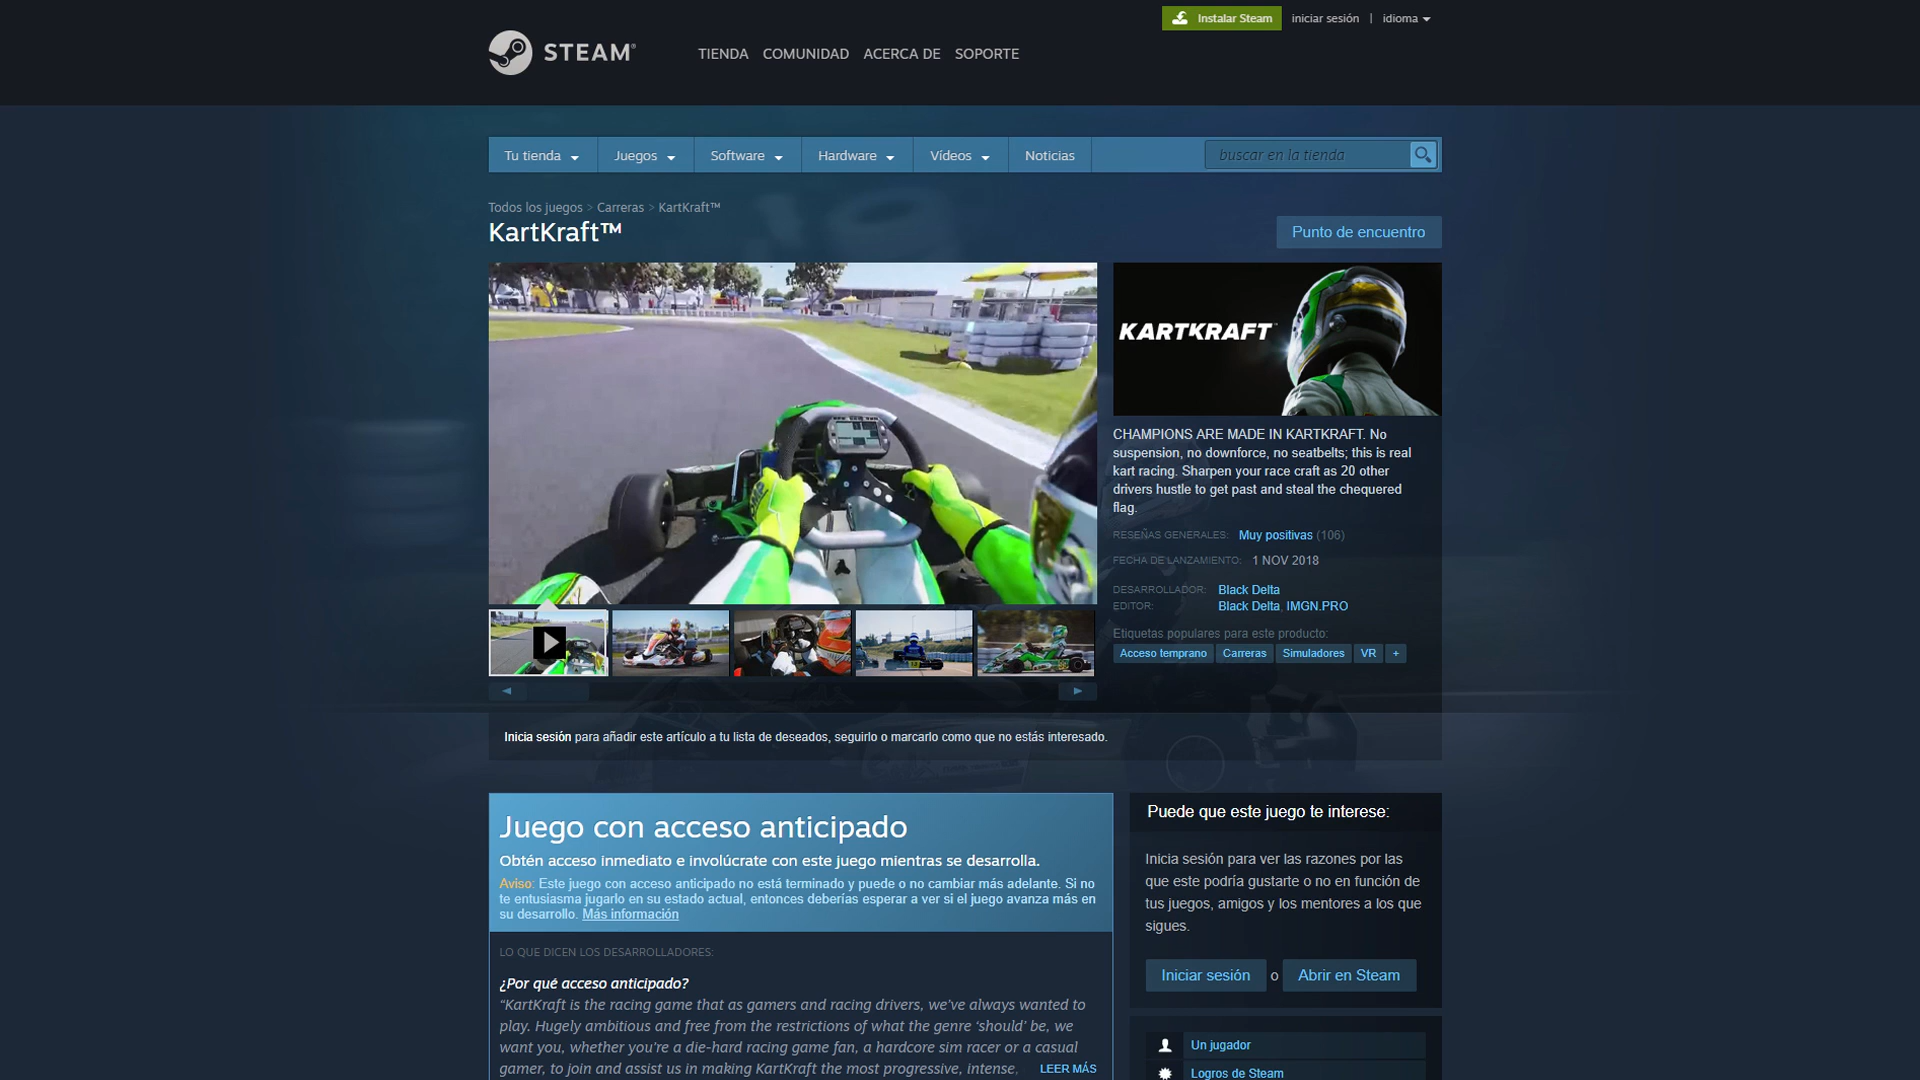 Instalar Steam
iniciar sesión | idioma
STEAM®
TIENDA COMUNIDAD ACERCA DE SOPORTE
Tu tienda Juegos Software Hardware Vídeos Noticias
buscar en la tienda
Todos los juegos > Carreras > KartKraft™
KartKraft™
Punto de encuentro
KARTKRAFT
CHAMPIONS ARE MADE IN KARTKRAFT. No
suspension, no downforce, no seatbelts; this is real
kart racing. Sharpen your race craft as 20 other
drivers hustle to get past and steal the chequered
flag.
RESEÑAS GENERALES: Muy positivas (106)
FECHA DE LANZAMIENTO: 1 NOV 2018
DESARROLLADOR: Black Delta
EDITOR: Black Delta, IMGN.PRO
Etiquetas populares para este producto:
Acceso temprano Carreras Simuladores VR +
Inicia sesión para añadir este artículo a tu lista de deseados, seguirlo o marcarlo como que no estás interesado.
Juego con acceso anticipado
Obtén acceso inmediato e involúcrate con este juego mientras se desarrolla.
Aviso: Este juego con acceso anticipado no está terminado y puede o no cambiar más adelante. Si no
te entusiasma jugarlo en su estado actual, entonces deberías esperar a ver si el juego avanza más en
su desarrollo. Más información
LO QUE DICEN LOS DESARROLLADORES:
¿Por qué acceso anticipado?
“KartKraft is the racing game that as gamers and racing drivers, we’ve always wanted to
play. Hugely ambitious and free from the restrictions of what the genre ‘should’ be, we
want you, whether you’re a die-hard racing game fan, a hardcore sim racer or a casual
gamer, to join and assist us in making KartKraft the most progressive, intense,
LEER MÁS
Puede que este juego te interese:
Inicia sesión para ver las razones por las
que este podría gustarte o no en función de
tus juegos, amigos y los mentores a los que
sigues.
Iniciar sesión o Abrir en Steam
Un jugador
Logros de Steam